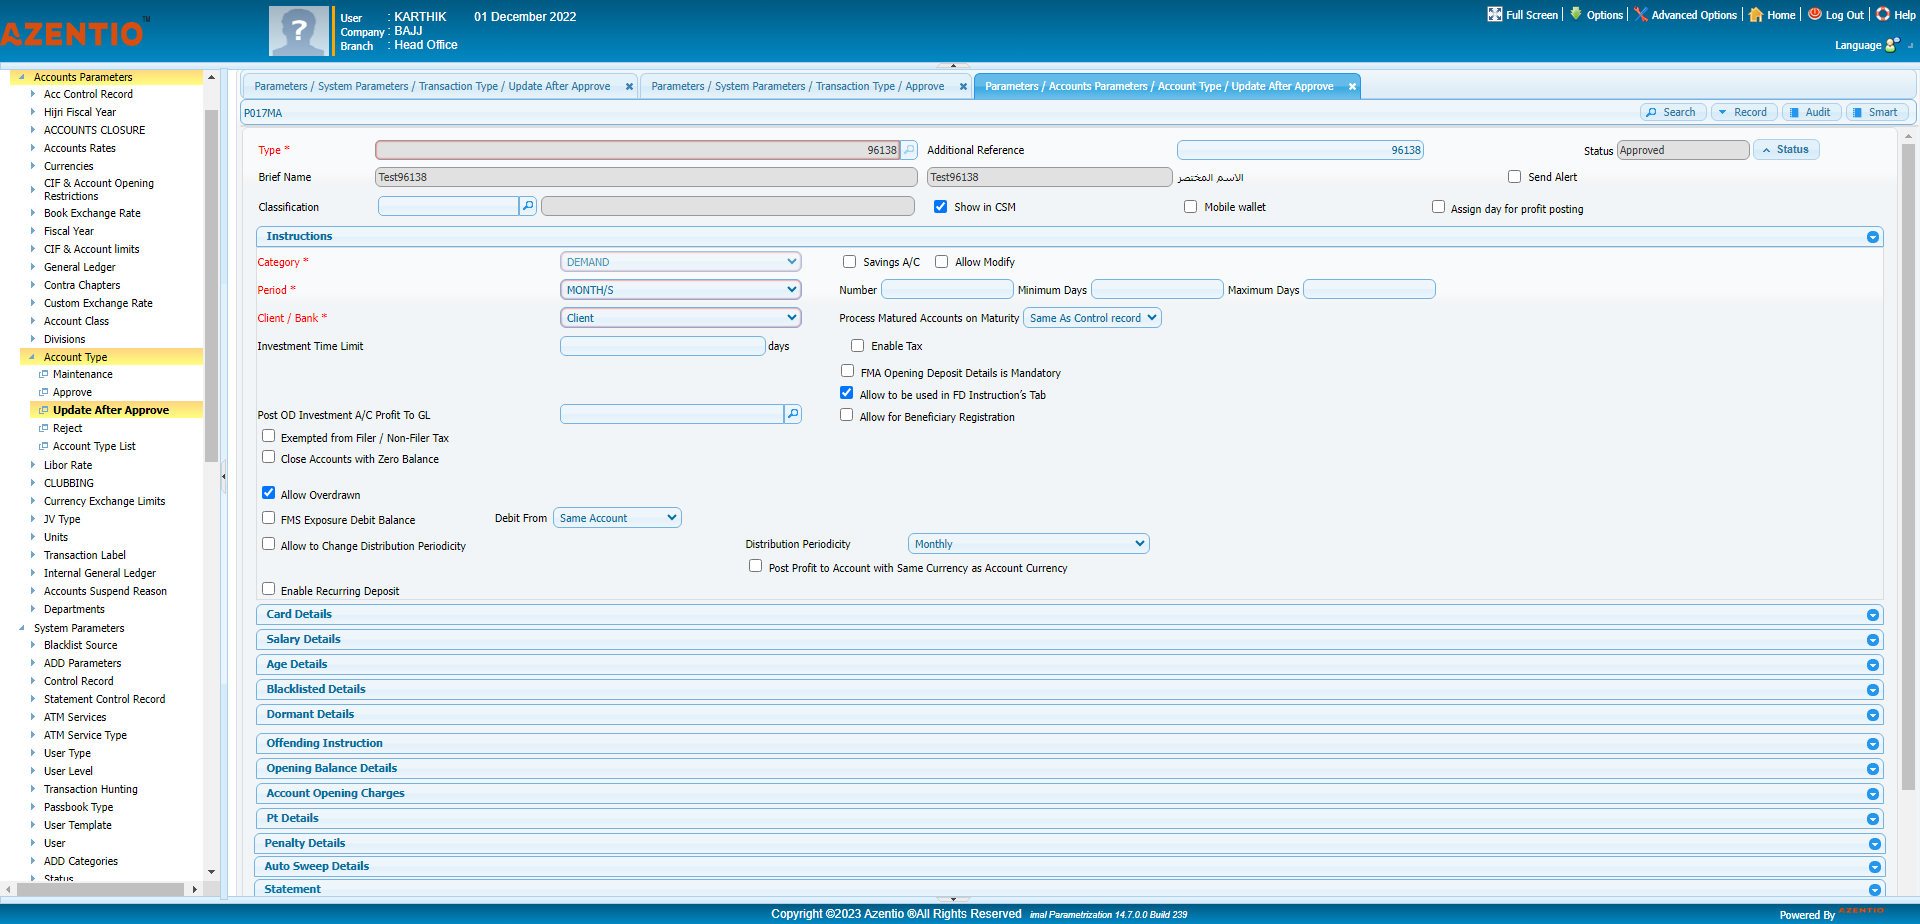 AZENTIO TM
User : KARTHIK 01 December 2022
Company : BAJJ
Branch : Head Office
Full Screen Options Advanced Options Home Log Out Help
Language
Accounts Parameters
Acc Control Record
Hijri Fiscal Year
ACCOUNTS CLOSURE
Accounts Rates
Currencies
CIF & Account Opening
Restrictions
Book Exchange Rate
Fiscal Year
CIF & Account limits
General Ledger
Contra Chapters
Custom Exchange Rate
Account Class
Divisions
Account Type
Maintenance
Approve
Update After Approve
Reject
Account Type List
Libor Rate
CLUBBING
Currency Exchange Limits
JV Type
Units
Transaction Label
Internal General Ledger
Accounts Suspend Reason
Departments
System Parameters
Blacklist Source
ADD Parameters
Control Record
Statement Control Record
ATM Services
ATM Service Type
User Type
User Level
Transaction Hunting
Passbook Type
User Template
User
ADD Categories
Status
Parameters / System Parameters / Transaction Type / Update After Approve
Parameters / System Parameters / Transaction Type / Approve
Parameters / Accounts Parameters / Account Type / Update After Approve
P017MA
Search Record Audit Smart
Type * 96138 Additional Reference 96138 Status Approved Status
Brief Name Test96138 Test96138 الاسم المختصر Send Alert
Classification Show in CSM Mobile wallet Assign day for profit posting
Instructions
Category * DEMAND Savings A/C Allow Modify
Period * MONTH/S Number Minimum Days Maximum Days
Client / Bank * Client Process Matured Accounts on Maturity Same As Control record
Investment Time Limit days Enable Tax
FMA Opening Deposit Details is Mandatory
Allow to be used in FD Instruction's Tab
Post OD Investment A/C Profit To GL Allow for Beneficiary Registration
Exempted from Filer / Non-Filer Tax
Close Accounts with Zero Balance
Allow Overdrawn
FMS Exposure Debit Balance Debit From Same Account
Allow to Change Distribution Periodicity Distribution Periodicity Monthly
Post Profit to Account with Same Currency as Account Currency
Enable Recurring Deposit
Card Details
Salary Details
Age Details
Blacklisted Details
Dormant Details
Offending Instruction
Opening Balance Details
Account Opening Charges
Pt Details
Penalty Details
Auto Sweep Details
Statement
Copyright ©2023 Azentio ®All Rights Reserved imal Parametrization 14.7.0.0 Build 239
Powered By AZENTIO